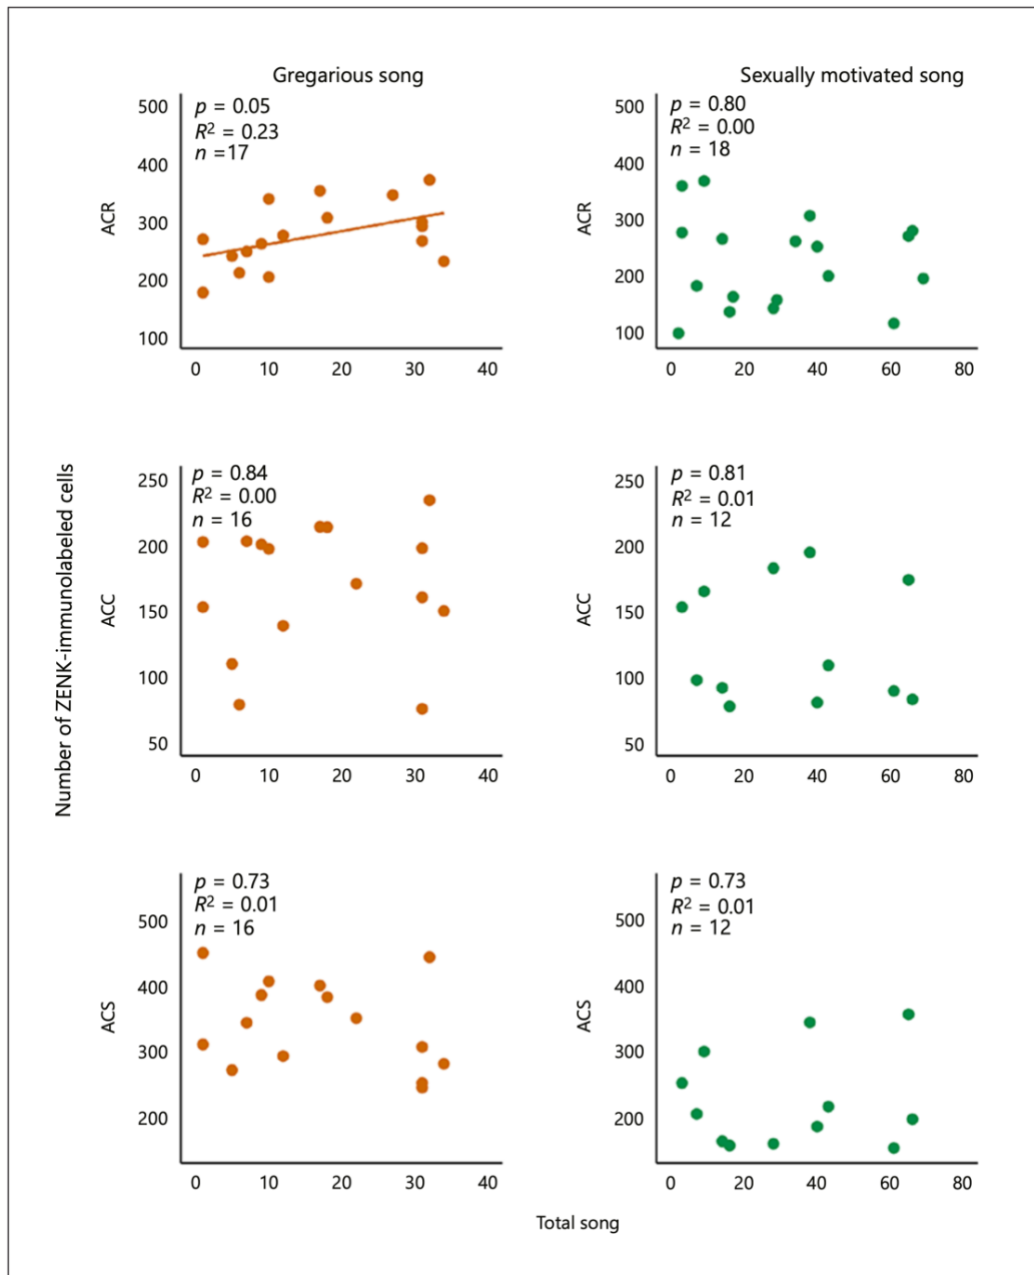 Gregarious song
Sexually motivated song
p = 0.05
R² = 0.23
n =17
500
400
300
200
100
ACR
0 10 20 30 40
p = 0.80
R² = 0.00
n = 18
500
400
300
200
100
ACR
0 20 40 60 80
Number of ZENK-immunolabeled cells
p = 0.84
R² = 0.00
n = 16
250
200
150
100
50
ACC
0 10 20 30 40
p = 0.81
R² = 0.01
n = 12
250
200
150
100
50
ACC
0 20 40 60 80
p = 0.73
R² = 0.01
n = 16
500
400
300
200
ACS
0 10 20 30 40
p = 0.73
R² = 0.01
n = 12
500
400
300
200
ACS
0 20 40 60 80
Total song